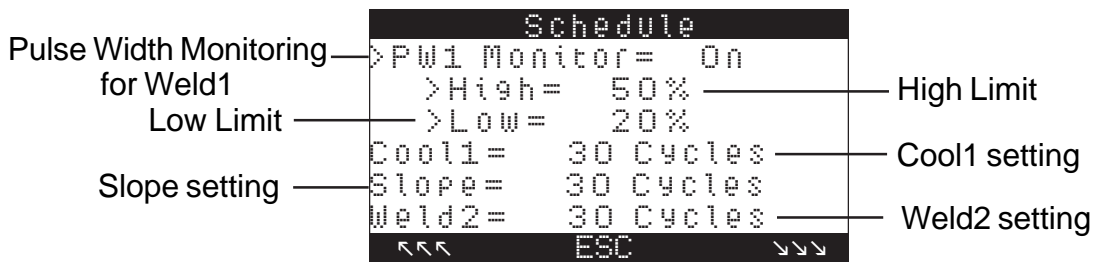 Schedule
Pulse Width Monitoring for Weld1
>PW1 Monitor= On
>High= 50%
High Limit
Low Limit
>Low= 20%
Cool1= 30 Cycles
Cool1 setting
Slope setting
Slope= 30 Cycles
Weld2= 30 Cycles
Weld2 setting
↖↖↖ ESC ↘↘↘